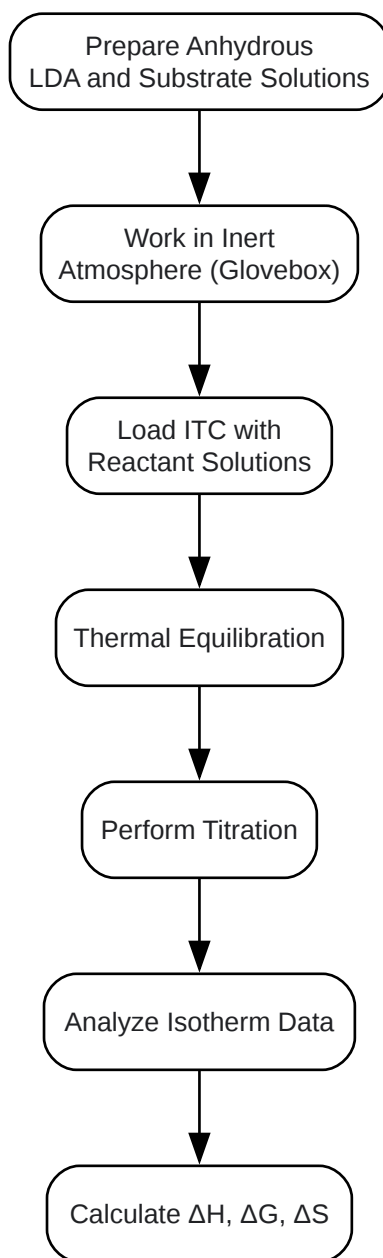 Prepare Anhydrous
LDA and Substrate Solutions
Work in Inert
Atmosphere (Glovebox)
Load ITC with
Reactant Solutions
Thermal Equilibration
Perform Titration
Analyze Isotherm Data
Calculate ΔH, ΔG, ΔS